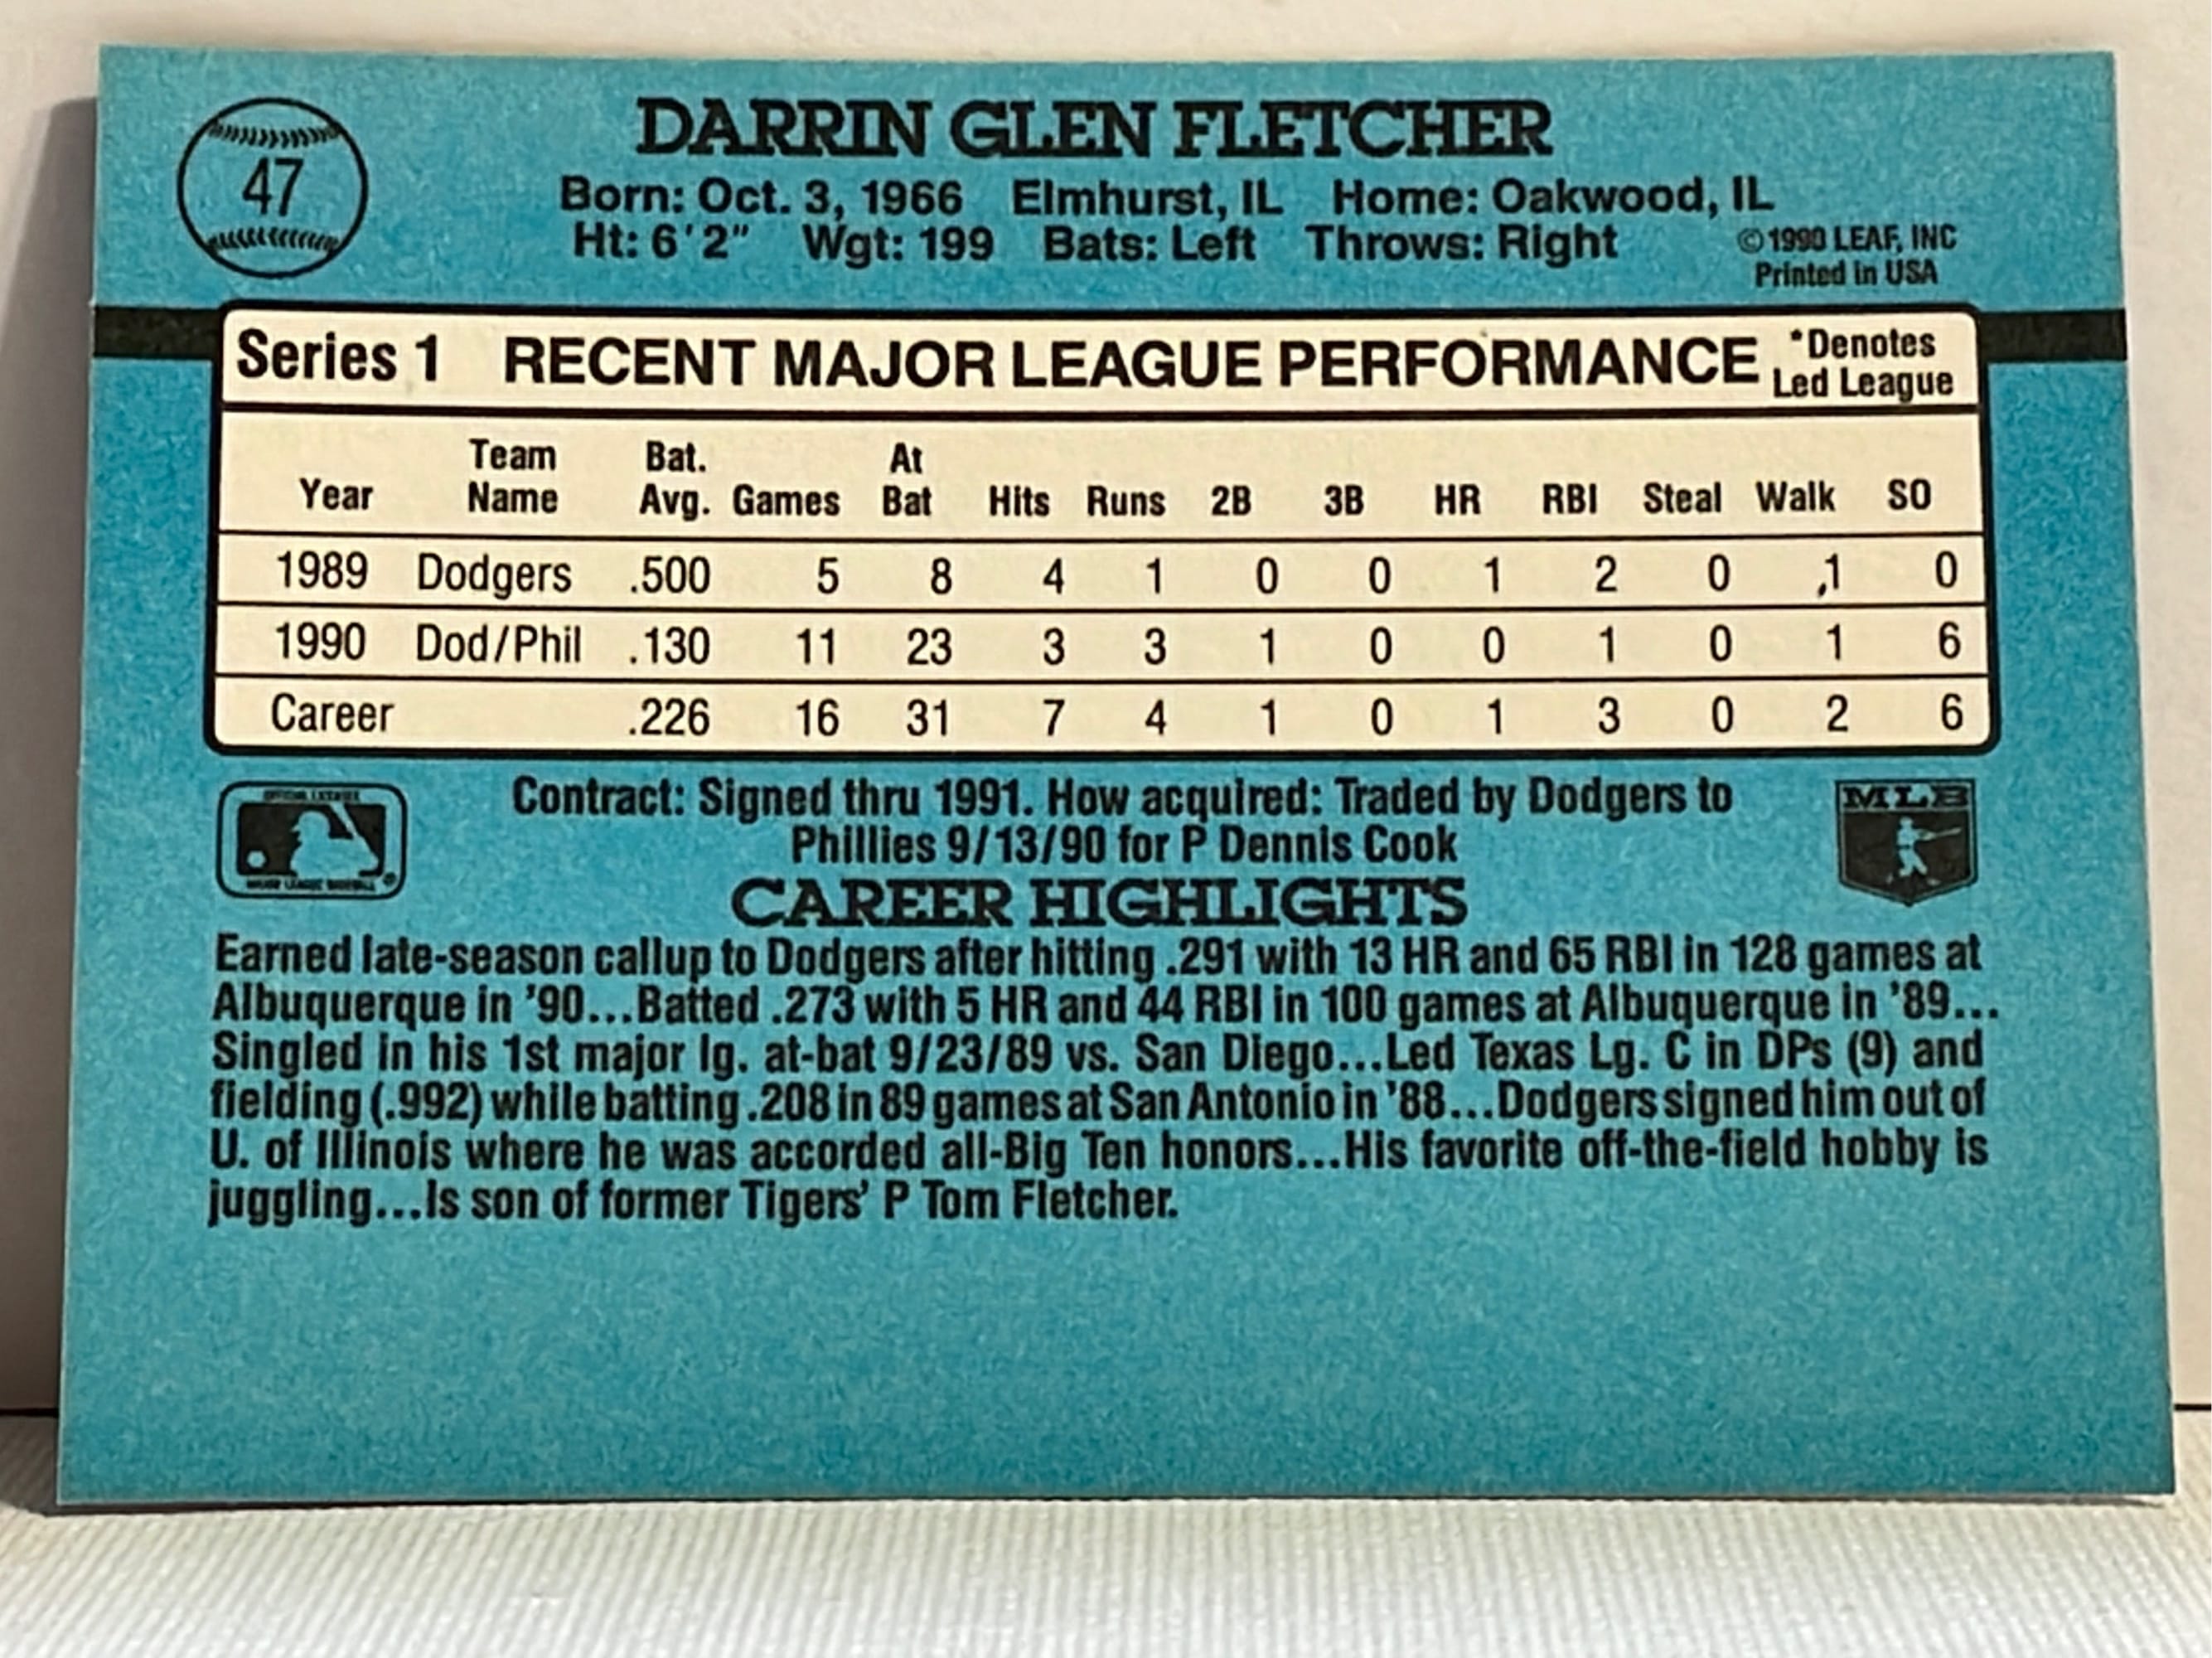 47
DARRIN GLEN FLETCHER
Born: Oct. 3, 1966 Elmhurst, IL Home: Oakwood, IL
Ht: 6'2" Wgt: 199 Bats: Left Throws: Right
©1990 LEAF, INC
Printed in USA
Series 1 RECENT MAJOR LEAGUE PERFORMANCE *Denotes Led League
Year Team Name Bat. Avg. Games At Bat Hits Runs 2B 3B HR RBI Steal Walk SO
1989 Dodgers .500 5 8 4 1 0 0 1 2 0 1 0
1990 Dod/Phil .130 11 23 3 3 1 0 0 1 0 1 6
Career .226 16 31 7 4 1 0 1 3 0 2 6
Contract: Signed thru 1991. How acquired: Traded by Dodgers to
Phillies 9/13/90 for P Dennis Cook
MLB
MAJOR LEAGUE BASEBALL
CAREER HIGHLIGHTS
Earned late-season callup to Dodgers after hitting .291 with 13 HR and 65 RBI in 128 games at
Albuquerque in '90...Batted .273 with 5 HR and 44 RBI in 100 games at Albuquerque in '89...
Singled in his 1st major lg. at-bat 9/23/89 vs. San Diego...Led Texas Lg. C in DPs (9) and
fielding (.992) while batting .208 in 89 games at San Antonio in '88...Dodgers signed him out of
U. of Illinois where he was accorded all-Big Ten honors...His favorite off-the-field hobby is
juggling...Is son of former Tigers' P Tom Fletcher.